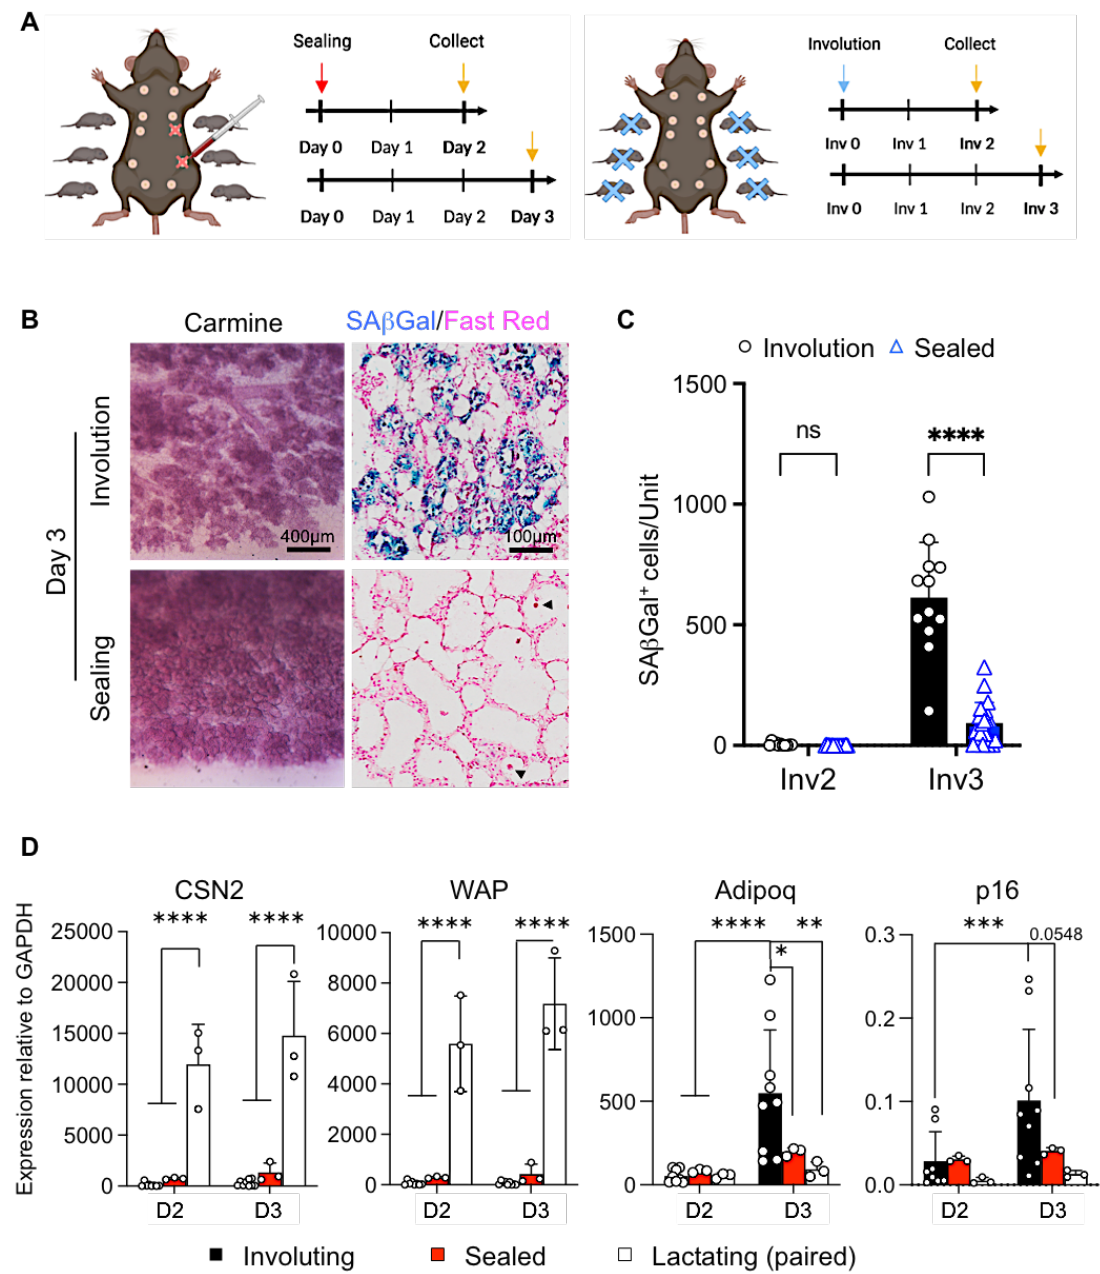 A
Sealing
Collect
Day 0
Day 1
Day 2
Day 0
Day 1
Day 2
Day 3
Involution
Collect
Inv 0
Inv 1
Inv 2
Inv 0
Inv 1
Inv 2
Inv 3
B
Carmine
SAβGal/Fast Red
Day 3
Involution
Sealing
400μm
100μm
C
Involution
Sealed
SAβGal+ cells/Unit
1500
1000
500
0
ns
****
Inv2
Inv3
D
Expression relative to GAPDH
CSN2
****
****
25000
20000
15000
10000
5000
0
D2
D3
WAP
****
****
10000
8000
6000
4000
2000
0
D2
D3
Adipoq
****
**
*
1500
1000
500
0
D2
D3
p16
***
0.0548
0.3
0.2
0.1
0.0
D2
D3
Involuting
Sealed
Lactating (paired)